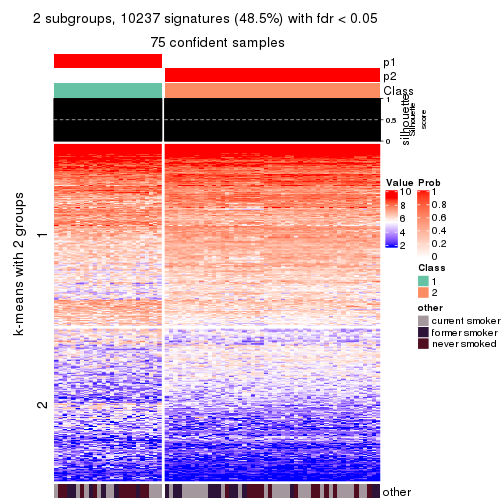 2 subgroups, 10237 signatures (48.5%) with fdr < 0.05
75 confident samples
p1
p2
Class
1
0.5
0
silhouette
Silhouette
score
k-means with 2 groups
1
2
Value
10
8
6
4
2
Prob
1
0.8
0.6
0.4
0.2
0
Class
1
2
other
current smoker
former smoker
never smoked
other